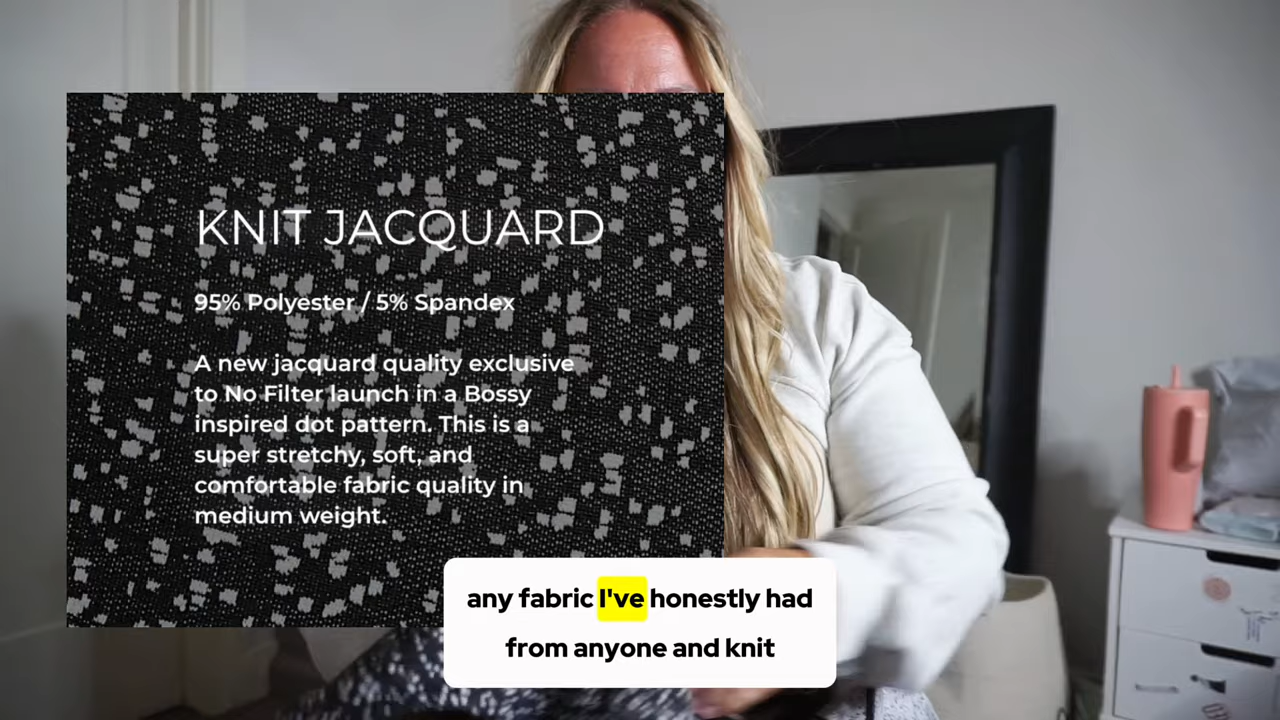 KNIT JACQUARD
95% Polyester / 5% Spandex
A new jacquard quality exclusive
to No Filter launch in a Bossy
inspired dot pattern. This is a
super stretchy, soft, and
comfortable fabric quality in
medium weight.
any fabric I've honestly had
from anyone and knit